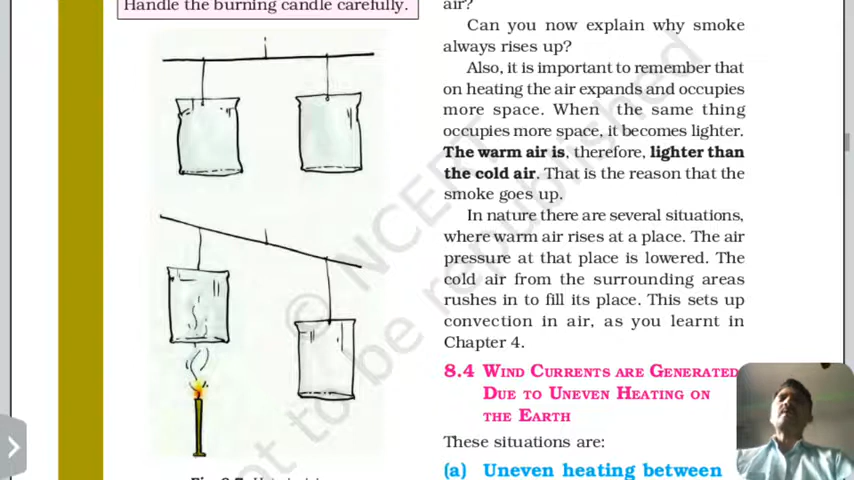 Handle the burning candle carefully.
air?
Can you now explain why smoke
always rises up?
Also, it is important to remember that
on heating the air expands and occupies
more space. When the same thing
occupies more space, it becomes lighter.
The warm air is, therefore, lighter than
the cold air. That is the reason that the
smoke goes up.
In nature there are several situations,
where warm air rises at a place. The air
pressure at that place is lowered. The
cold air from the surrounding areas
rushes in to fill its place. This sets up
convection in air, as you learnt in
Chapter 4.
8.4 WIND CURRENTS ARE GENERATED
DUE TO UNEVEN HEATING ON
THE EARTH
These situations are:
(a) Uneven heating between
© NCERT
not to be republished